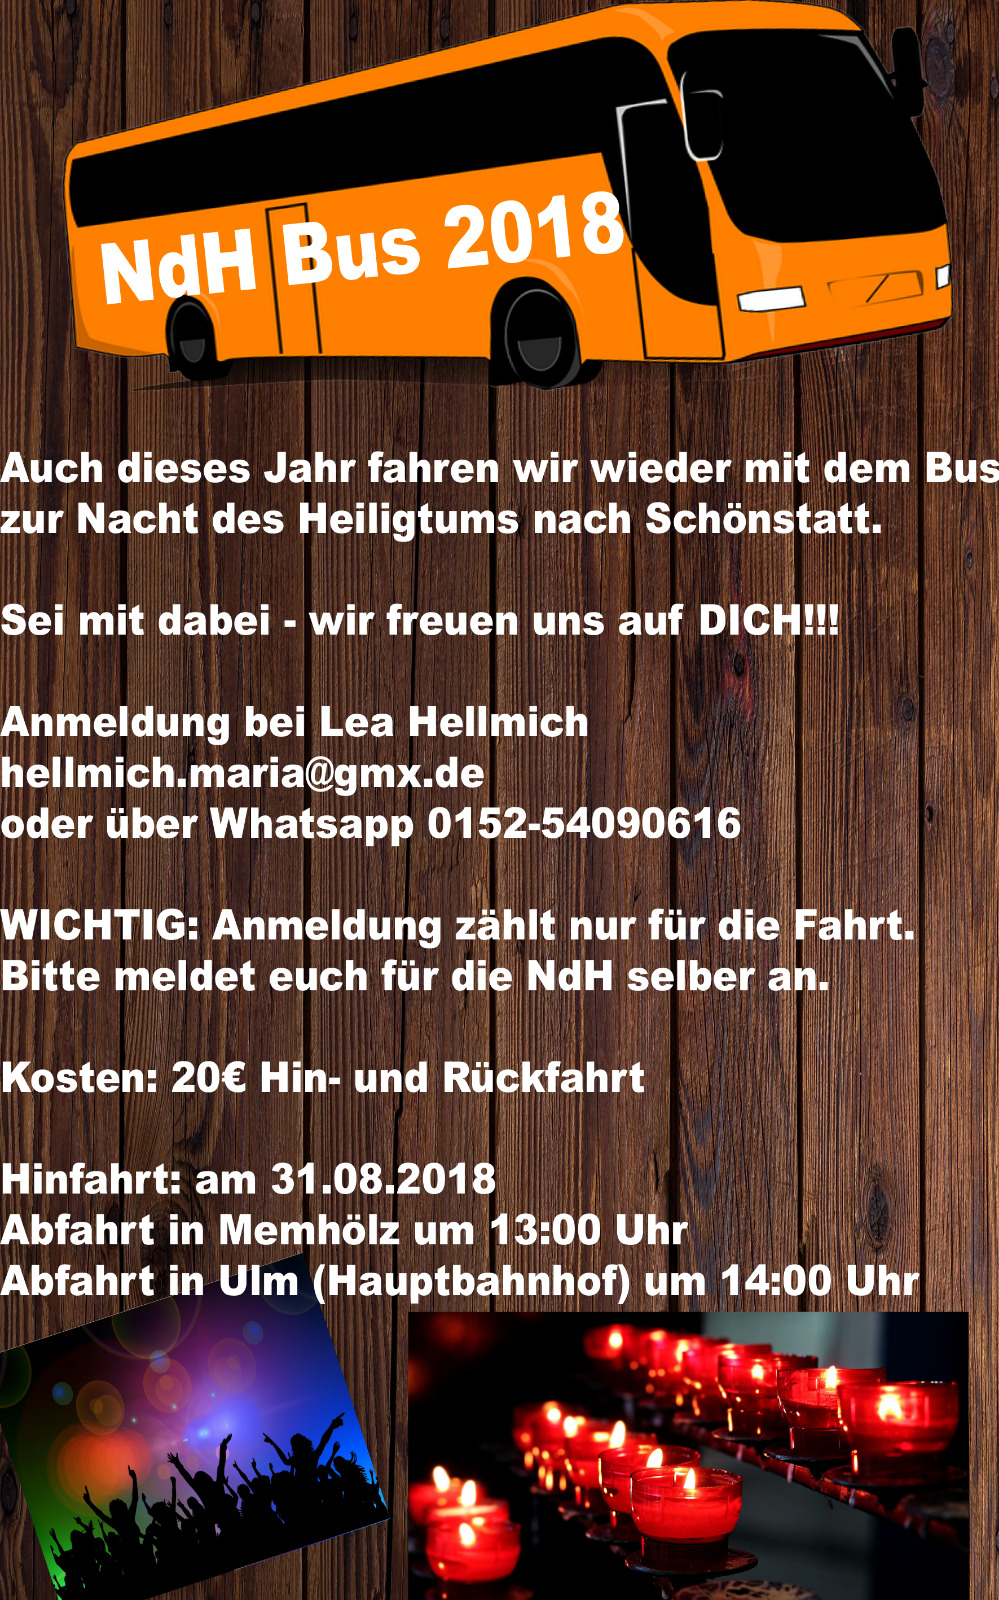 NdH Bus 2018
Auch dieses Jahr fahren wir wieder mit dem Bus
zur Nacht des Heiligtums nach Schönstatt.
Sei mit dabei - wir freuen uns auf DICH!!!
Anmeldung bei Lea Hellmich
hellmich.maria@gmx.de
oder über Whatsapp 0152-54090616
WICHTIG: Anmeldung zählt nur für die Fahrt.
Bitte meldet euch für die NdH selber an.
Kosten: 20€ Hin- und Rückfahrt
Hinfahrt: am 31.08.2018
Abfahrt in Memhölz um 13:00 Uhr
Abfahrt in Ulm (Hauptbahnhof) um 14:00 Uhr